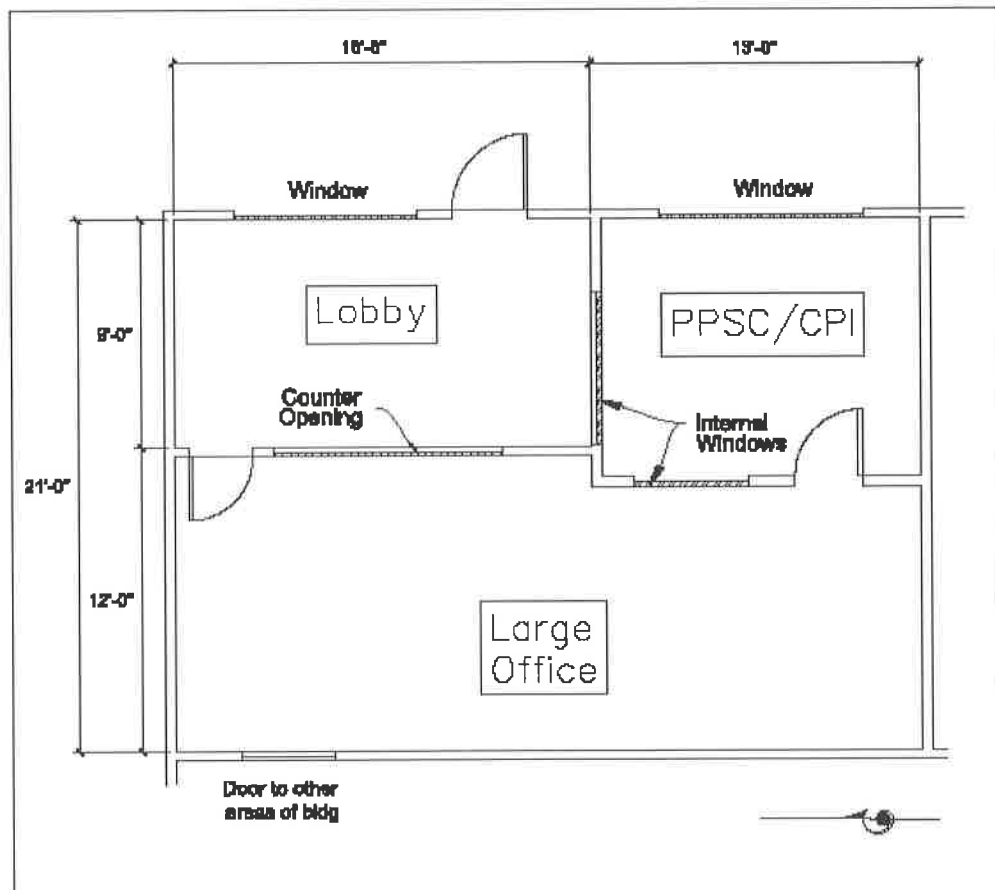 16'-6"
13'-0"
Window
Window
Lobby
PPSC/CPI
9'-0"
Counter
Opening
Internal
Windows
21'-0"
12'-0"
Large
Office
Door to other
areas of bldg